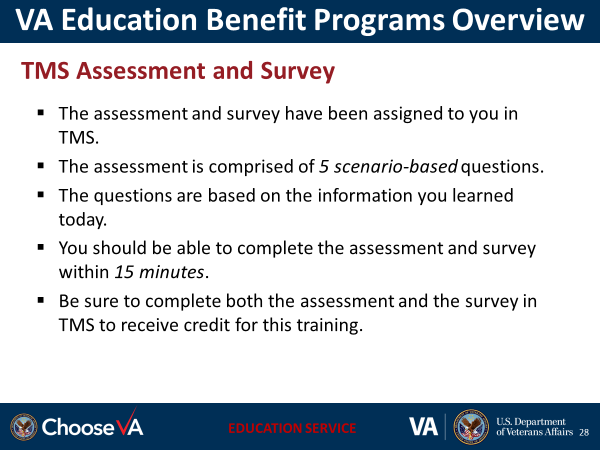 VA Education Benefit Programs Overview
TMS Assessment and Survey
▪ The assessment and survey have been assigned to you in
TMS.
▪ The assessment is comprised of 5 scenario-based questions.
▪ The questions are based on the information you learned
today.
▪ You should be able to complete the assessment and survey
within 15 minutes.
▪ Be sure to complete both the assessment and the survey in
TMS to receive credit for this training.
ChooseVA
EDUCATION SERVICE
VA
U.S. Department
of Veterans Affairs
28